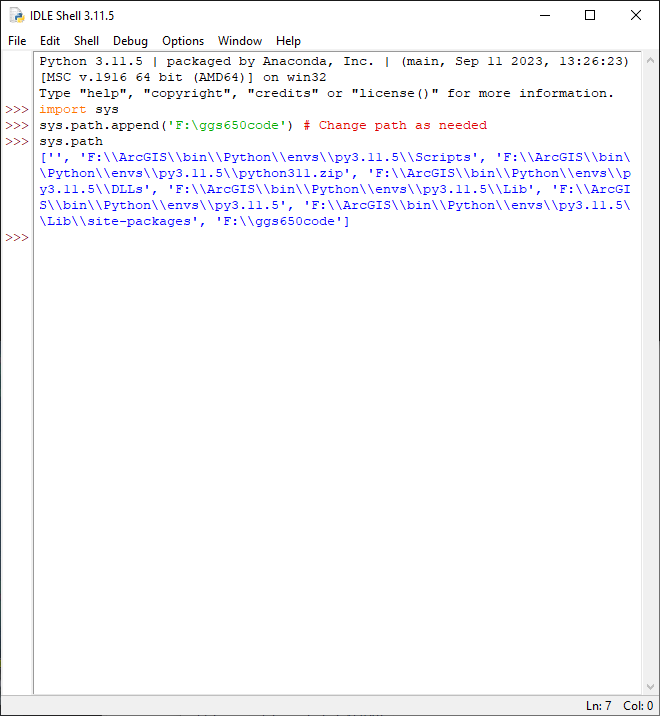 IDLE Shell 3.11.5
File Edit Shell Debug Options Window Help
Python 3.11.5 | packaged by Anaconda, Inc. | (main, Sep 11 2023, 13:26:23)
[MSC v.1916 64 bit (AMD64)] on win32
Type "help", "copyright", "credits" or "license()" for more information.
>>> import sys
>>> sys.path.append('F:\ggs650code') # Change path as needed
>>> sys.path
['', 'F:\\ArcGIS\\bin\\Python\\envs\\py3.11.5\\Scripts', 'F:\\ArcGIS\\bin\
\Python\\envs\\py3.11.5\\python311.zip', 'F:\\ArcGIS\\bin\\Python\\envs\\p
y3.11.5\\DLLs', 'F:\\ArcGIS\\bin\\Python\\envs\\py3.11.5\\Lib', 'F:\\ArcGI
S\\bin\\Python\\envs\\py3.11.5', 'F:\\ArcGIS\\bin\\Python\\envs\\py3.11.5\
\Lib\\site-packages', 'F:\\ggs650code']
>>>
Ln: 7 Col: 0